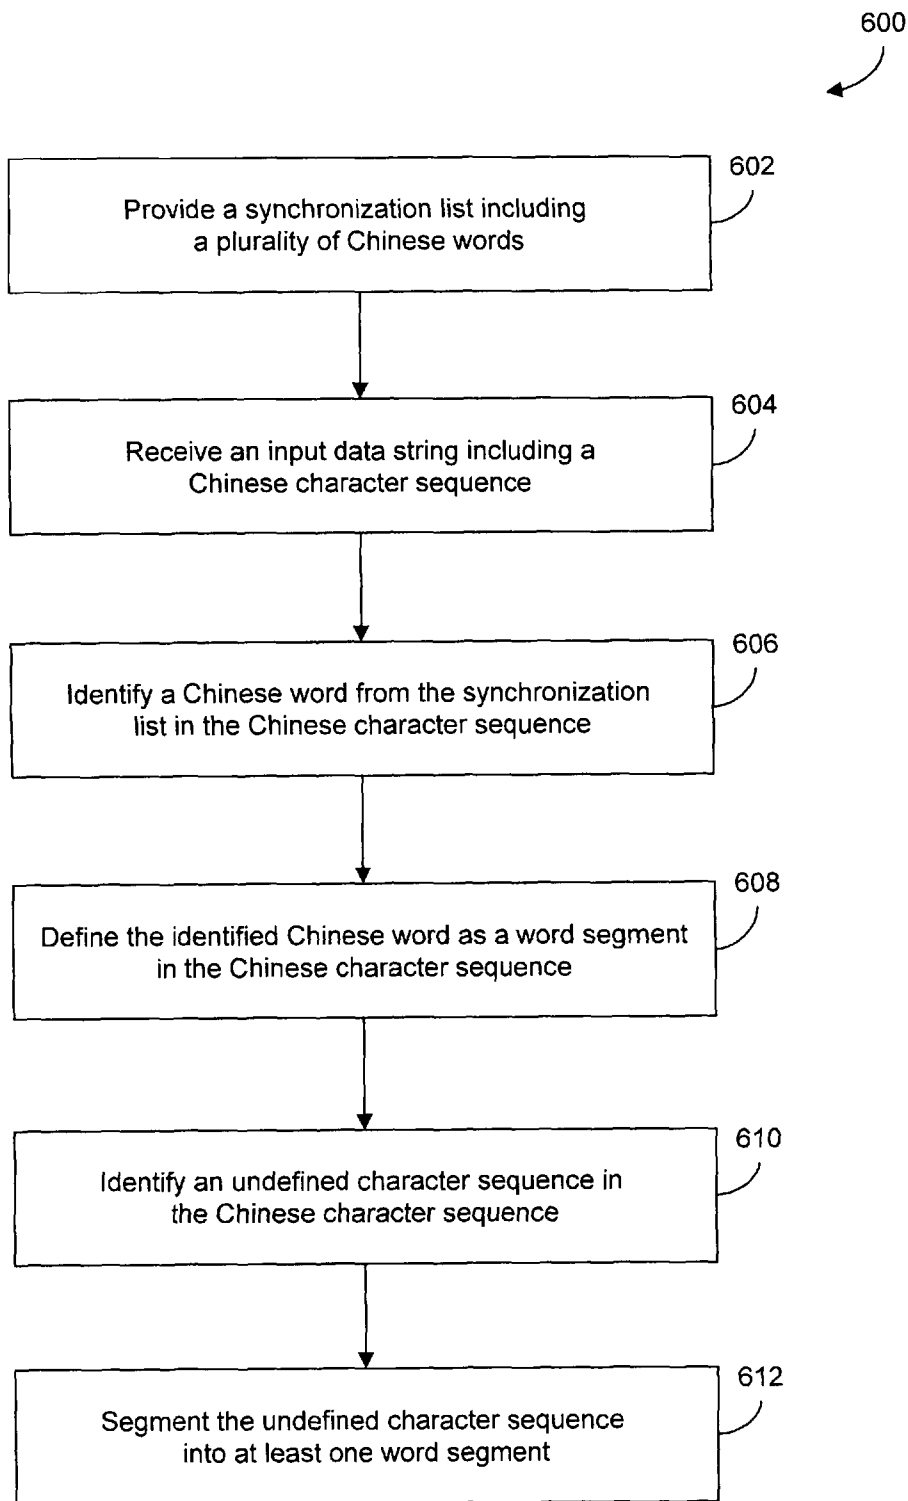 600
602
Provide a synchronization list including
a plurality of Chinese words
604
Receive an input data string including a
Chinese character sequence
606
Identify a Chinese word from the synchronization
list in the Chinese character sequence
608
Define the identified Chinese word as a word segment
in the Chinese character sequence
610
Identify an undefined character sequence in
the Chinese character sequence
612
Segment the undefined character sequence
into at least one word segment